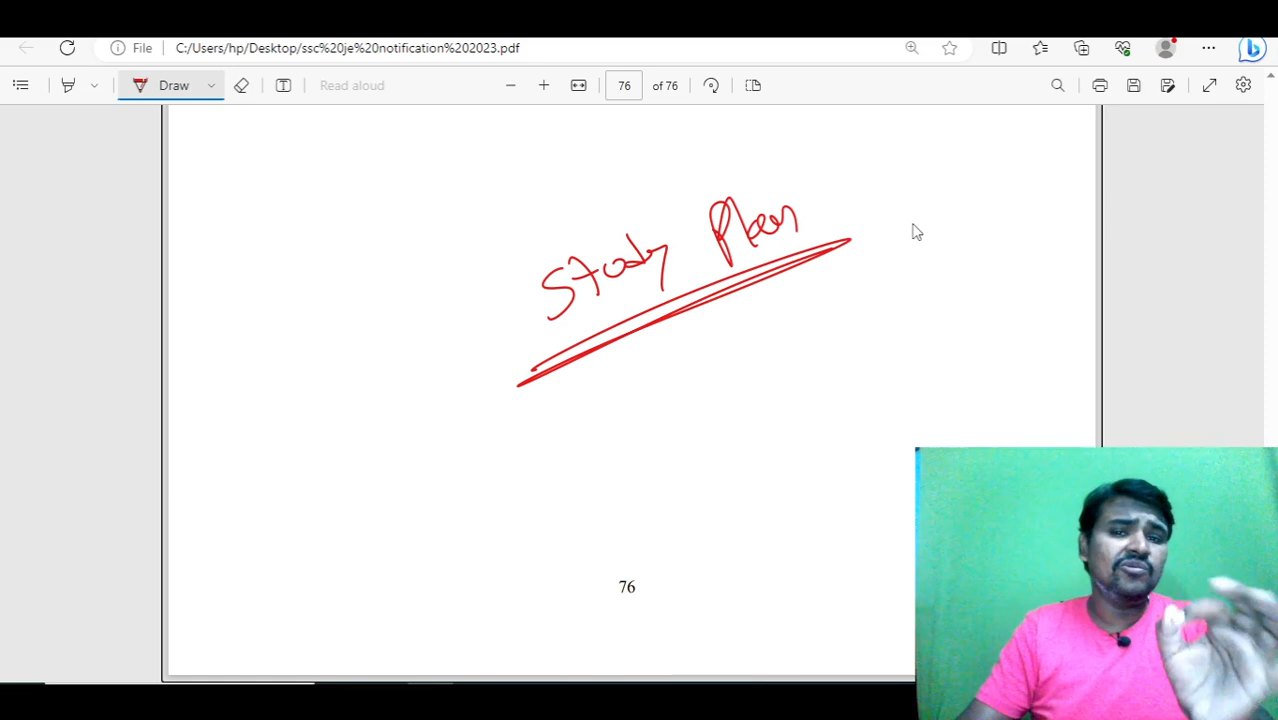 File
C:/Users/hp/Desktop/ssc%20je%20notification%202023.pdf
Draw
Read aloud
76
of 76
Study Plan
76